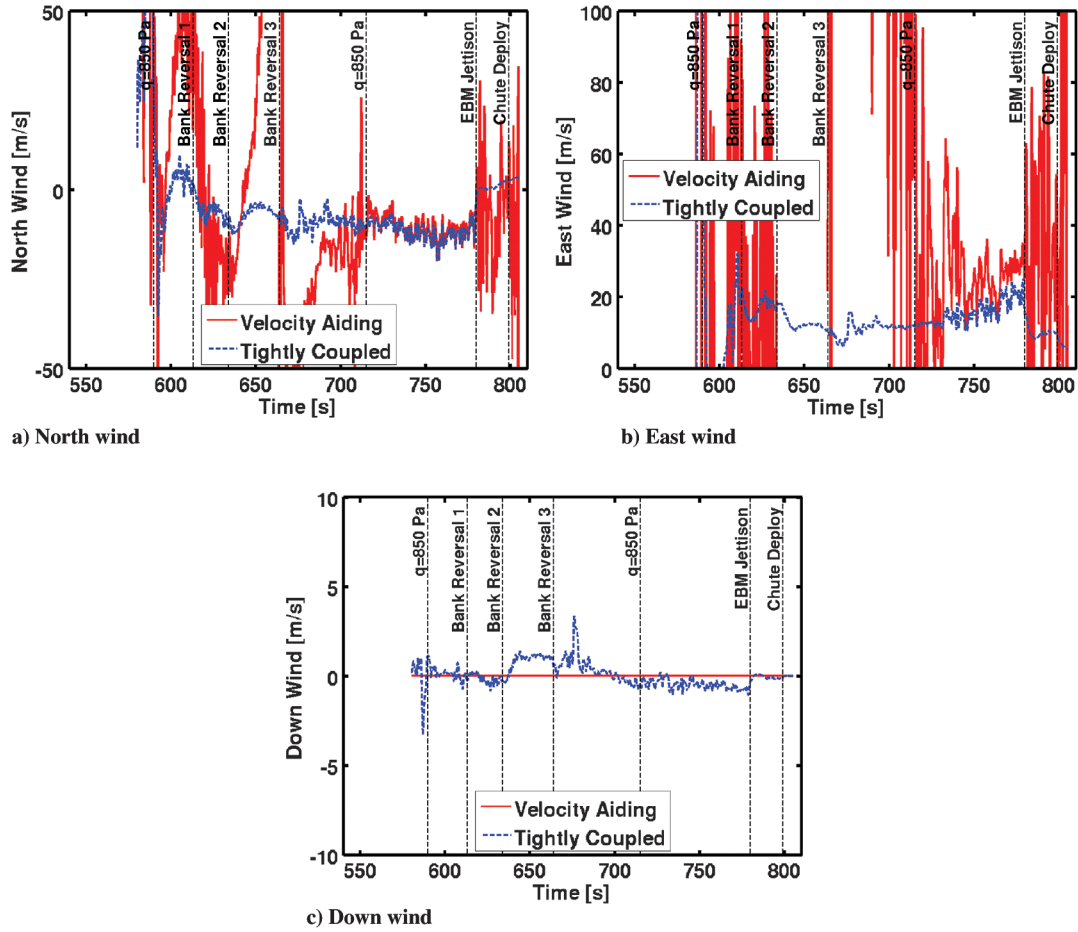 50
0
-50
North Wind [m/s]
q=850 Pa
Bank Reversal 1
Bank Reversal 2
Bank Reversal 3
q=850 Pa
EBM Jettison
Chute Deploy
Velocity Aiding
Tightly Coupled
550 600 650 700 750 800
Time [s]
a) North wind
100
80
60
40
20
0
East Wind [m/s]
q=850 Pa
Bank Reversal 1
Bank Reversal 2
Bank Reversal 3
q=850 Pa
EBM Jettison
Chute Deploy
Velocity Aiding
Tightly Coupled
550 600 650 700 750 800
Time [s]
b) East wind
10
5
0
-5
-10
Down Wind [m/s]
q=850 Pa
Bank Reversal 1
Bank Reversal 2
Bank Reversal 3
q=850 Pa
EBM Jettison
Chute Deploy
Velocity Aiding
Tightly Coupled
550 600 650 700 750 800
Time [s]
c) Down wind